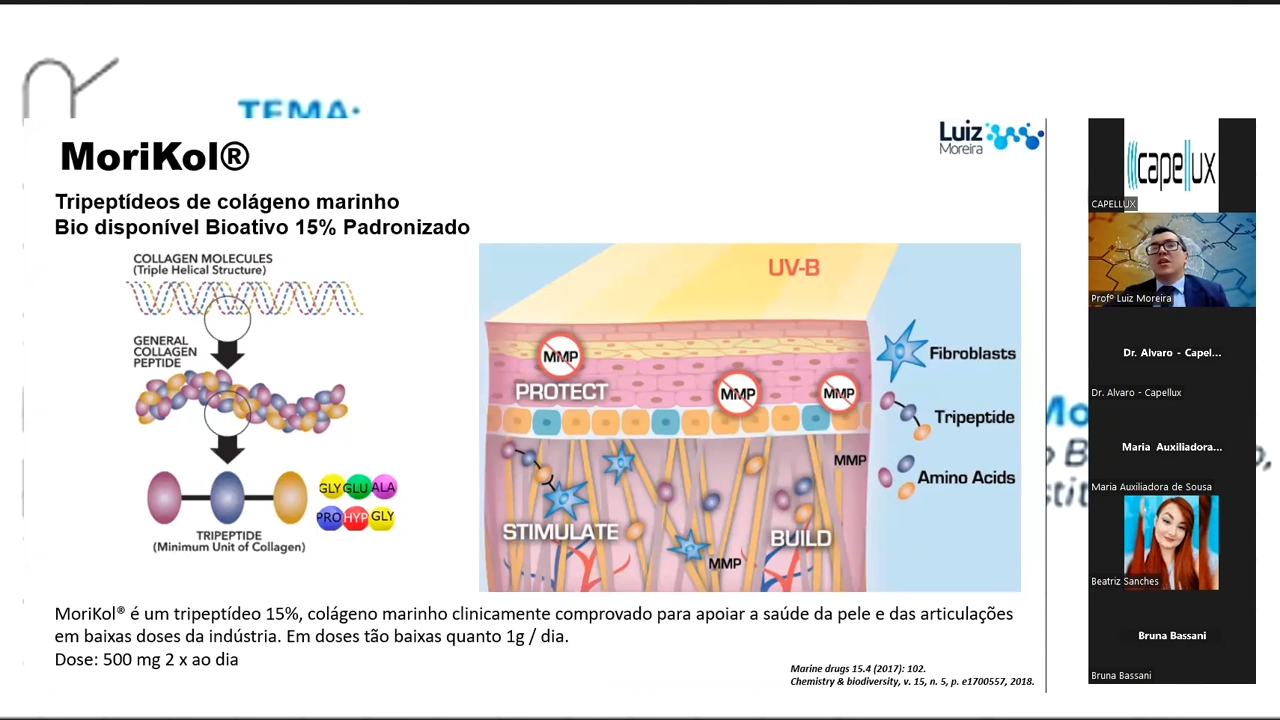 TEMA:
MoriKol®
Luiz
Moreira
Tripeptídeos de colágeno marinho
Bio disponível Bioativo 15% Padronizado
COLLAGEN MOLECULES
(Triple Helical Structure)
GENERAL
COLLAGEN
PEPTIDE
GLY GLU ALA
PRO HYP GLY
TRIPEPTIDE
(Minimum Unit of Collagen)
UV-B
MMP
PROTECT
MMP
MMP
MMP
STIMULATE
BUILD
MMP
Fibroblasts
Tripeptide
Amino Acids
MoriKol® é um tripeptídeo 15%, colágeno marinho clinicamente comprovado para apoiar a saúde da pele e das articulações
em baixas doses da indústria. Em doses tão baixas quanto 1g / dia.
Dose: 500 mg 2 x ao dia
Marine drugs 15.4 (2017): 102.
Chemistry & biodiversity, v. 15, n. 5, p. e1700557, 2018.
capellux
CAPELLUX
Profº Luiz Moreira
Dr. Alvaro - Capel...
Dr. Alvaro - Capellux
Maria Auxiliadora...
Maria Auxiliadora de Sousa
Beatriz Sanches
Bruna Bassani
Bruna Bassani